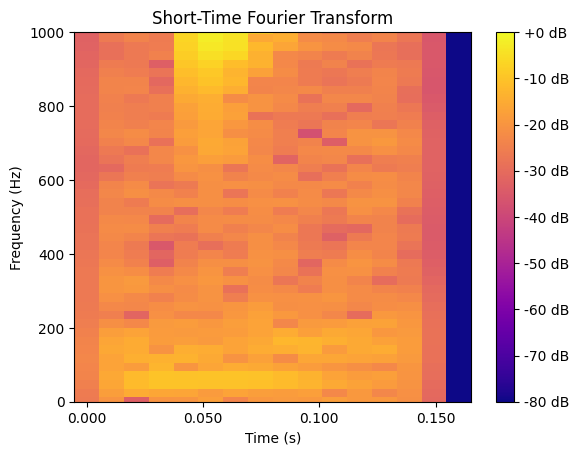 Short-Time Fourier Transform
1000
800
600
400
200
0
Frequency (Hz)
0.000
0.050
0.100
0.150
Time (s)
+0 dB
-10 dB
-20 dB
-30 dB
-40 dB
-50 dB
-60 dB
-70 dB
-80 dB